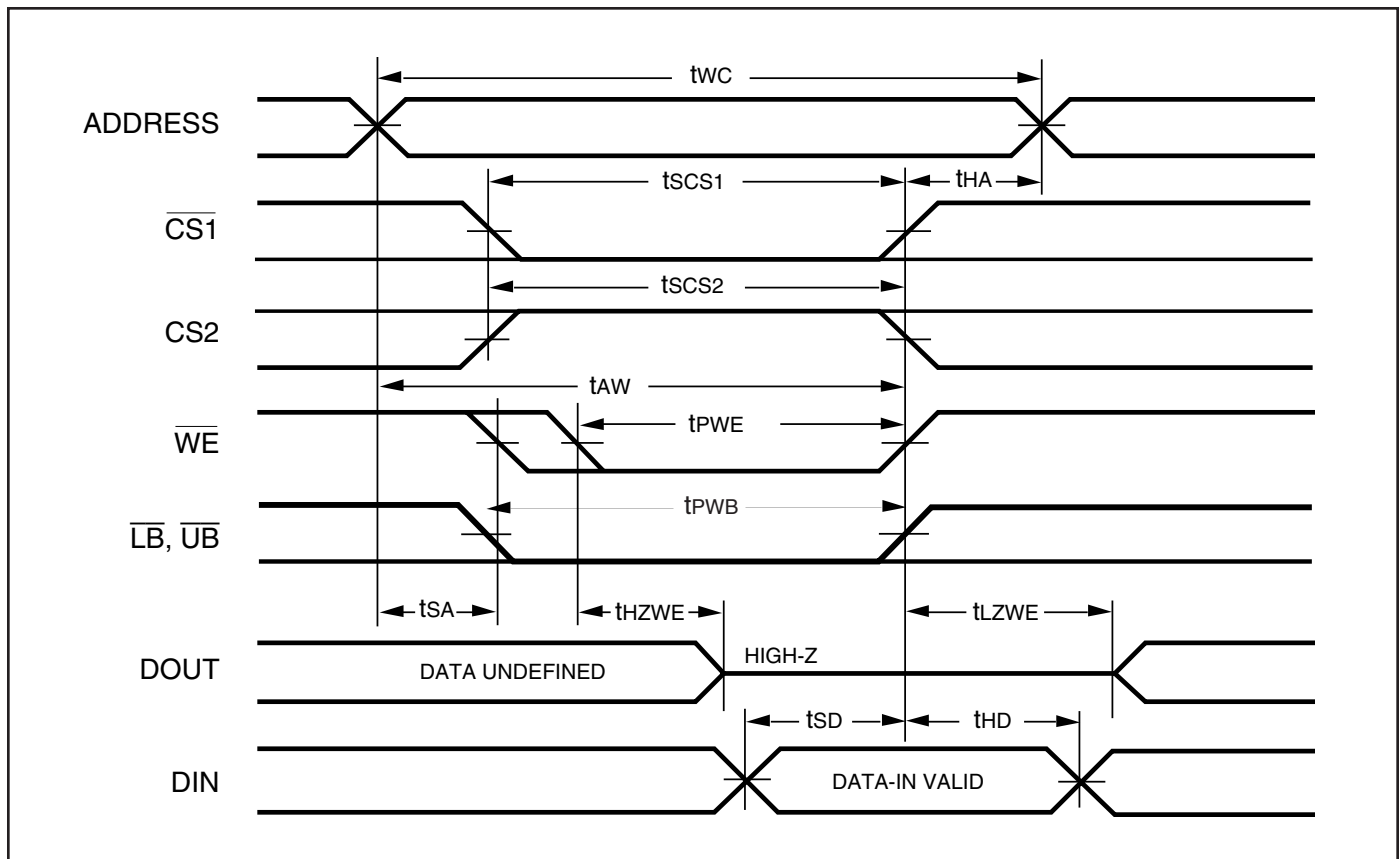 tWC
ADDRESS
tSCS1
tHA
CS1
tSCS2
CS2
tAW
WE
tPWE
LB, UB
tPWB
tSA
tHZWE
tLZWE
DOUT
DATA UNDEFINED
HIGH-Z
tSD
tHD
DIN
DATA-IN VALID